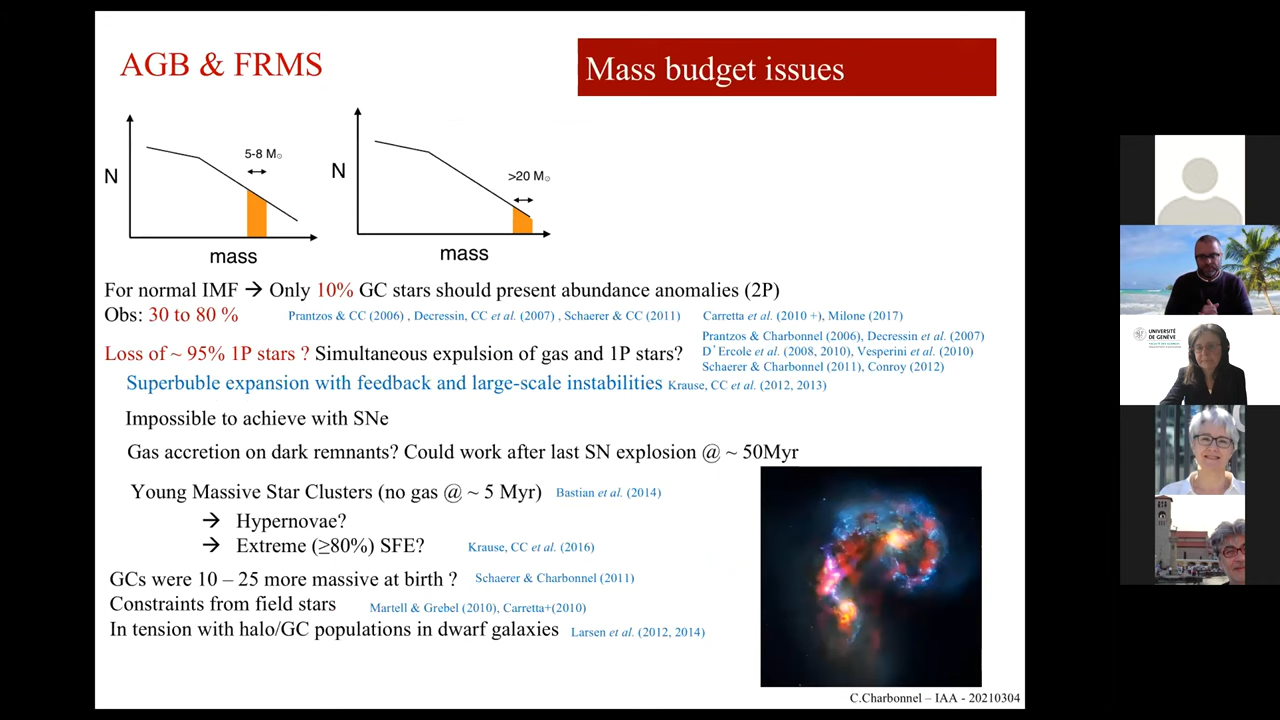 AGB & FRMS
Mass budget issues
5-8 M☉
N
mass
>20 M☉
N
mass
For normal IMF → Only 10% GC stars should present abundance anomalies (2P)
Obs: 30 to 80 % Prantzos & CC (2006) , Decressin, CC et al. (2007) , Schaerer & CC (2011) Carretta et al. (2010 +), Milone (2017)
Prantzos & Charbonnel (2006), Decressin et al. (2007)
Loss of ~ 95% 1P stars ? Simultaneous expulsion of gas and 1P stars? D'Ercole et al. (2008, 2010), Vesperini et al. (2010)
Schaerer & Charbonnel (2011), Conroy (2012)
Superbuble expansion with feedback and large-scale instabilities Krause, CC et al. (2012, 2013)
Impossible to achieve with SNe
Gas accretion on dark remnants? Could work after last SN explosion @ ~ 50Myr
Young Massive Star Clusters (no gas @ ~ 5 Myr) Bastian et al. (2014)
→ Hypernovae?
→ Extreme (≥80%) SFE? Krause, CC et al. (2016)
GCs were 10 – 25 more massive at birth ? Schaerer & Charbonnel (2011)
Constraints from field stars Martell & Grebel (2010), Carretta+(2010)
In tension with halo/GC populations in dwarf galaxies Larsen et al. (2012, 2014)
C.Charbonnel – IAA - 20210304
UNIVERSITÉ
DE GENÈVE